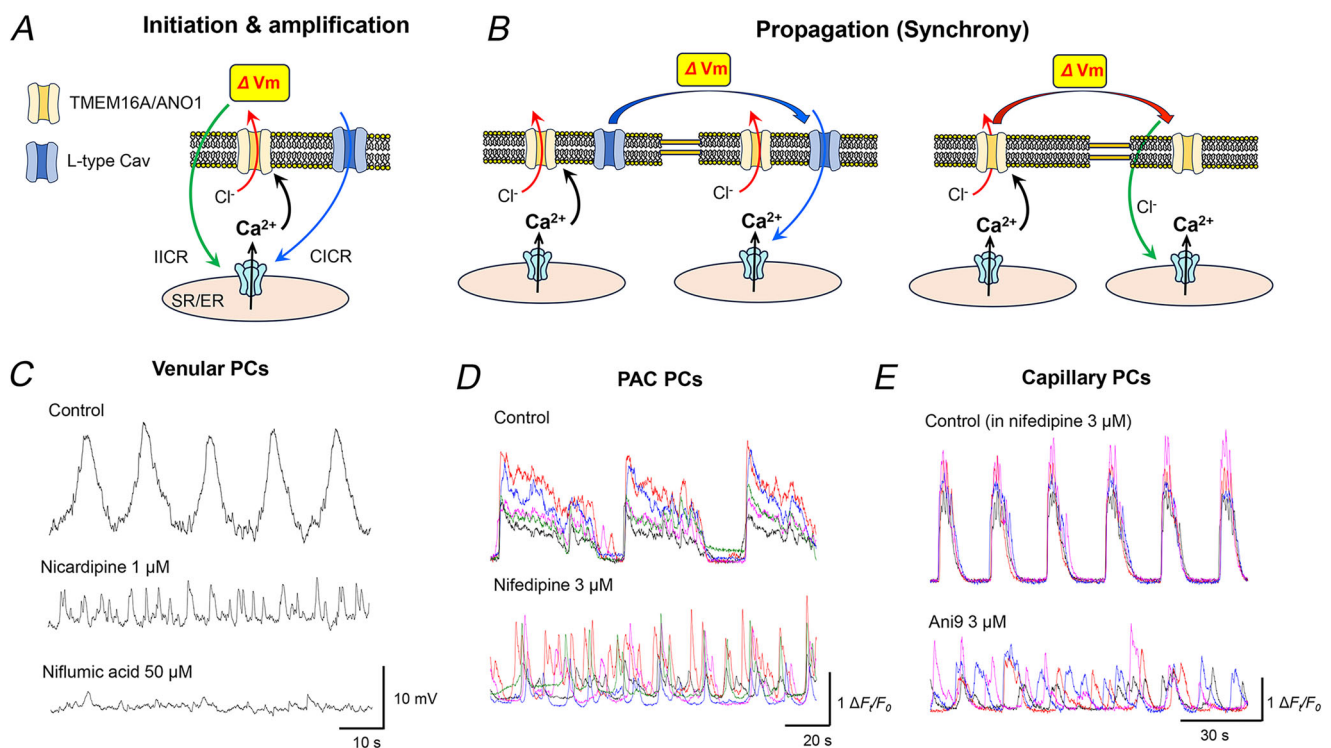 A
Initiation & amplification
Δ Vm
TMEM16A/ANO1
L-type Cav
Cl-
Ca2+
IICR
CICR
SR/ER
B
Propagation (Synchrony)
Δ Vm
Δ Vm
Cl-
Cl-
Cl-
Cl-
Ca2+
Ca2+
Ca2+
Ca2+
C
Venular PCs
Control
Nicardipine 1 µM
Niflumic acid 50 µM
10 mV
10 s
D
PAC PCs
Control
Nifedipine 3 µM
1 ΔFt/F0
20 s
E
Capillary PCs
Control (in nifedipine 3 µM)
Ani9 3 µM
1 ΔFt/F0
30 s